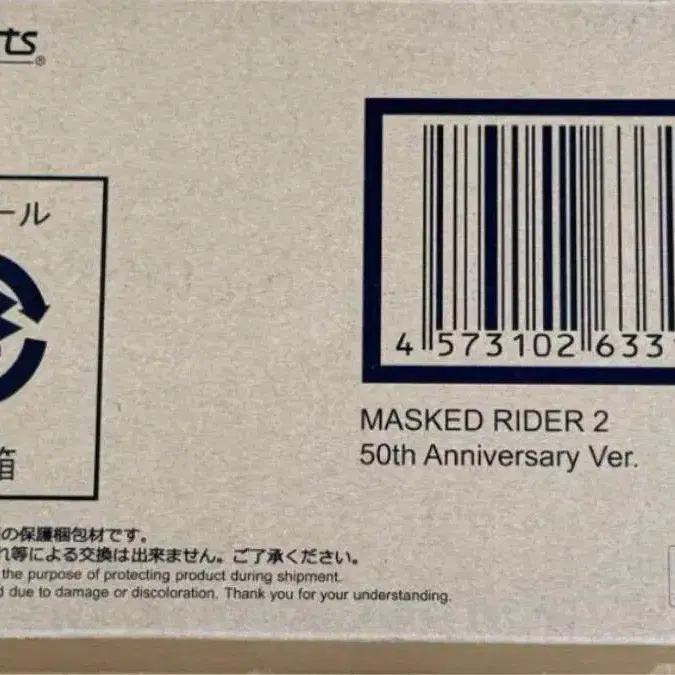 rts®
ール
箱
4 573102 6331
MASKED RIDER 2
50th Anniversary Ver.
の保護梱包材です。
れ等による交換は出来ません。ご了承ください。
the purpose of protecting product during shipment.
d due to damage or discoloration. Thank you for your understanding.